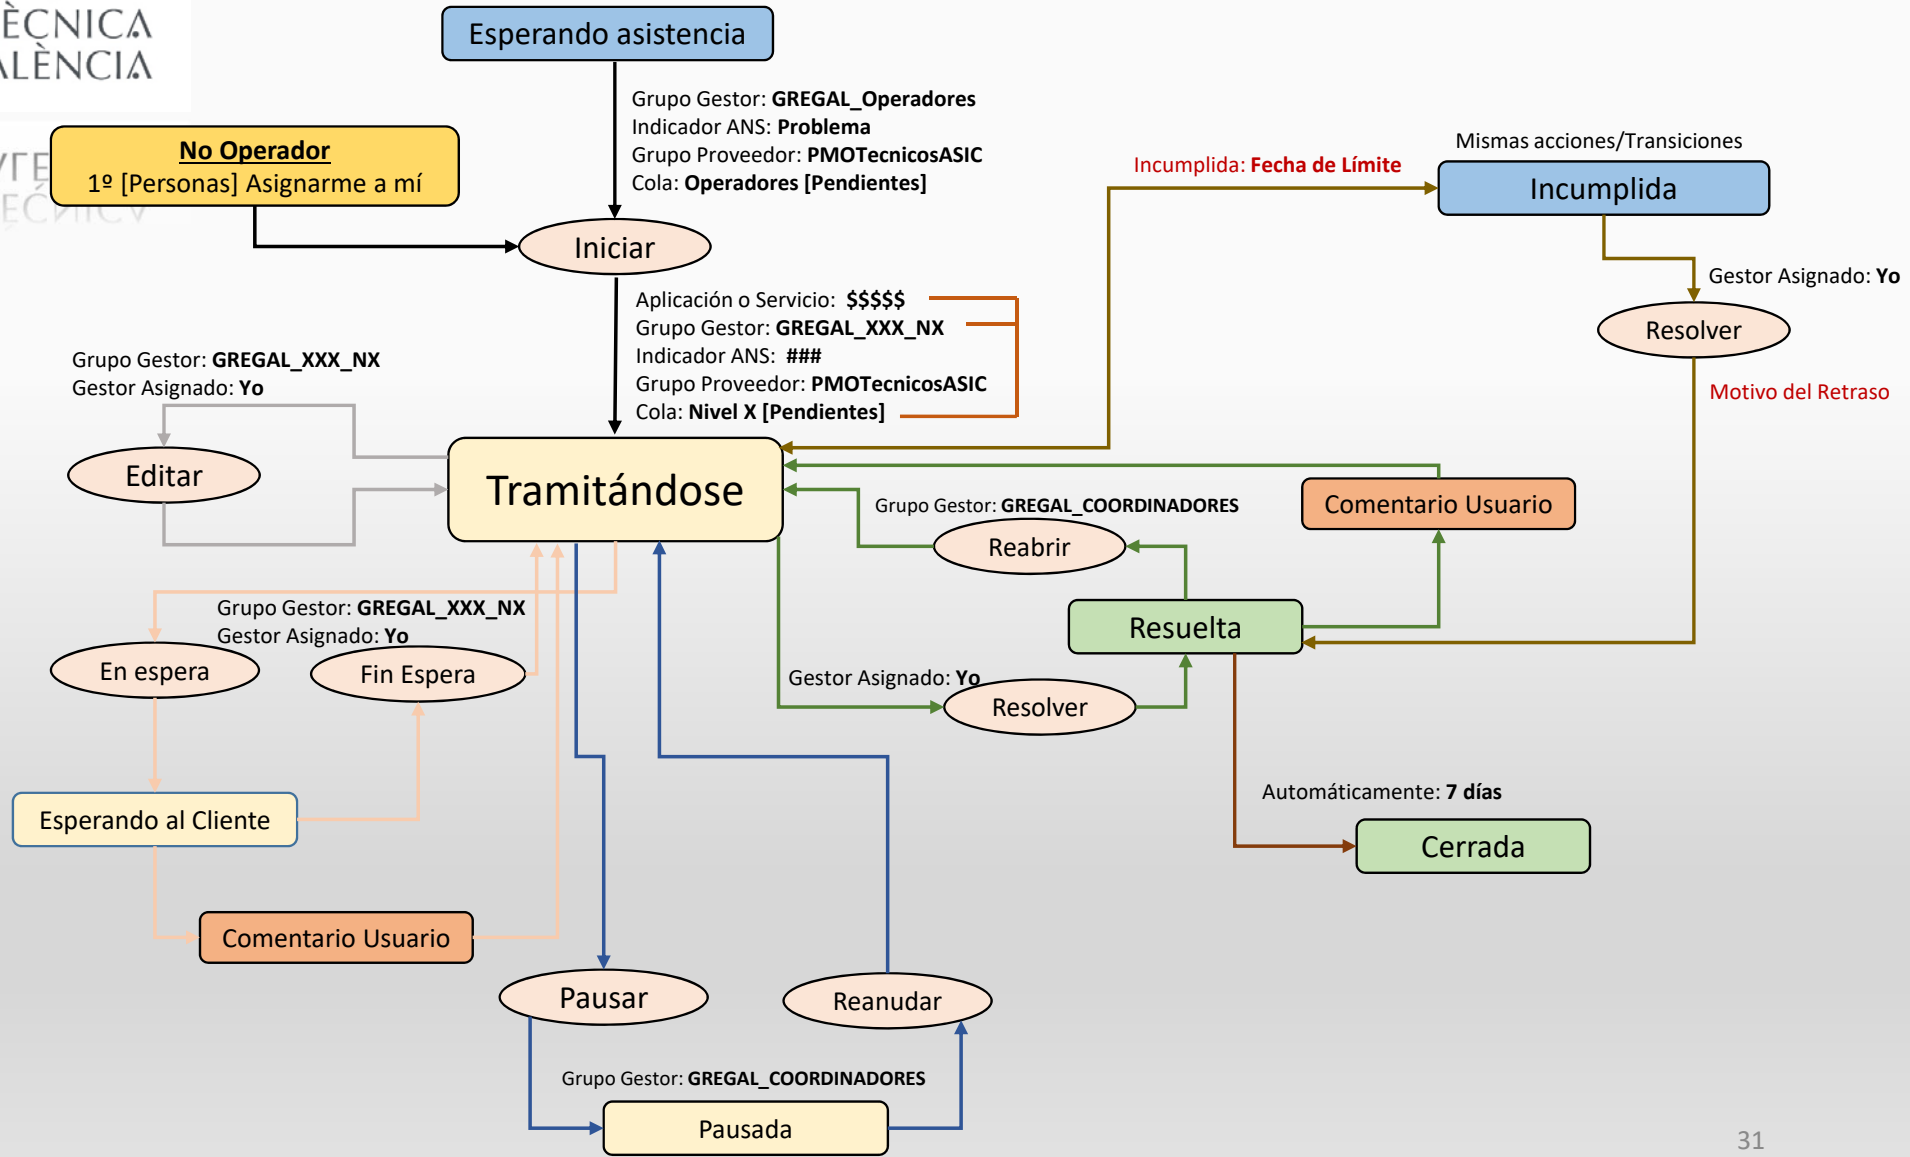 ÈCNICA
ALÈNCIA
Esperando asistencia
Grupo Gestor: GREGAL_Operadores
Indicador ANS: Problema
Grupo Proveedor: PMOTecnicosASIC
Cola: Operadores [Pendientes]
No Operador
1º [Personas] Asignarme a mí
Iniciar
Mismas acciones/Transiciones
Incumplida: Fecha de Límite
Incumplida
Gestor Asignado: Yo
Resolver
Motivo del Retraso
Aplicación o Servicio: $$$$$
Grupo Gestor: GREGAL_XXX_NX
Indicador ANS: ###
Grupo Proveedor: PMOTecnicosASIC
Cola: Nivel X [Pendientes]
Grupo Gestor: GREGAL_XXX_NX
Gestor Asignado: Yo
Editar
Tramitándose
Grupo Gestor: GREGAL_COORDINADORES
Reabrir
Comentario Usuario
Resuelta
Gestor Asignado: Yo
Resolver
Grupo Gestor: GREGAL_XXX_NX
Gestor Asignado: Yo
En espera
Fin Espera
Esperando al Cliente
Comentario Usuario
Automáticamente: 7 días
Cerrada
Pausar
Reanudar
Grupo Gestor: GREGAL_COORDINADORES
Pausada
31